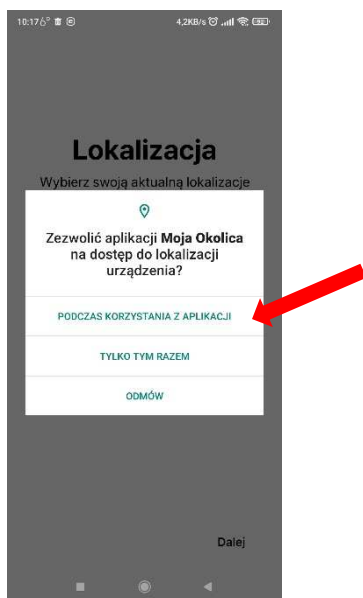 10:17 4,2KB/s
Lokalizacja
Wybierz swoją aktualną lokalizacje
Zezwolić aplikacji Moja Okolica
na dostęp do lokalizacji
urządzenia?
PODCZAS KORZYSTANIA Z APLIKACJI
TYLKO TYM RAZEM
ODMÓW
Dalej